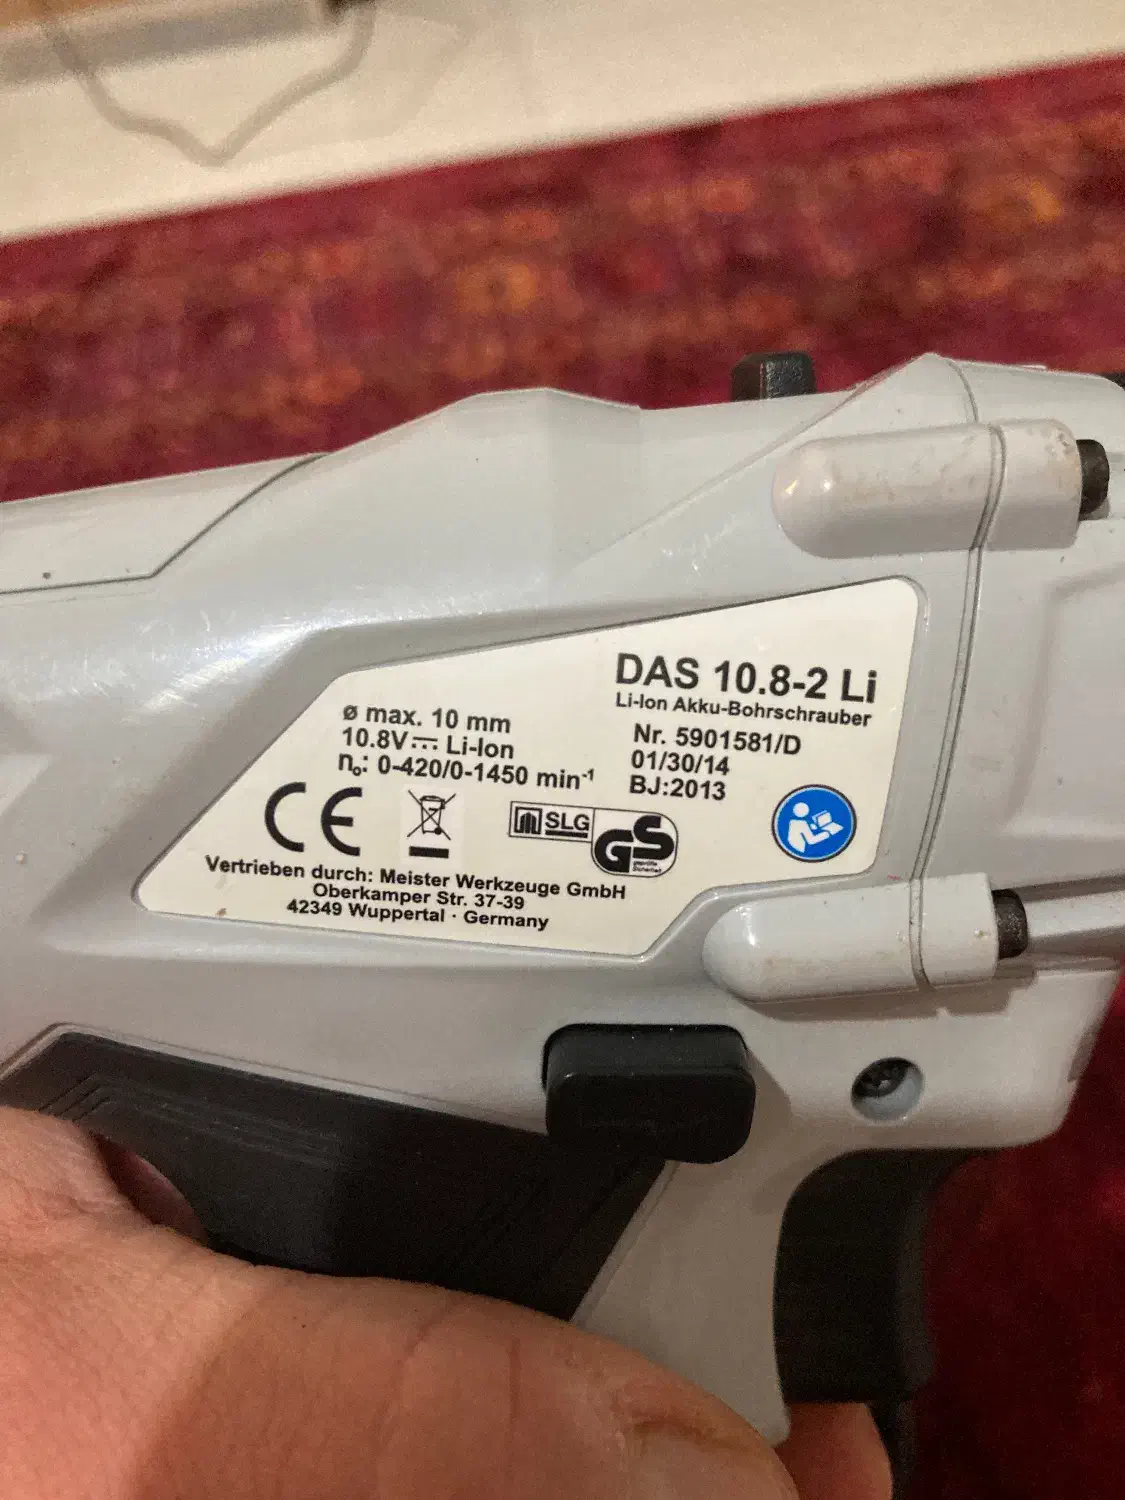 DAS 10.8-2 Li
Li-Ion Akku-Bohrschrauber
Nr. 5901581/D
01/30/14
BJ:2013
ø max. 10 mm
10.8V⎓ Li-Ion
n₀: 0-420/0-1450 min⁻¹
CE
SLG
GS
geprüfte
Sicherheit
Vertrieben durch: Meister Werkzeuge GmbH
Oberkamper Str. 37-39
42349 Wuppertal · Germany